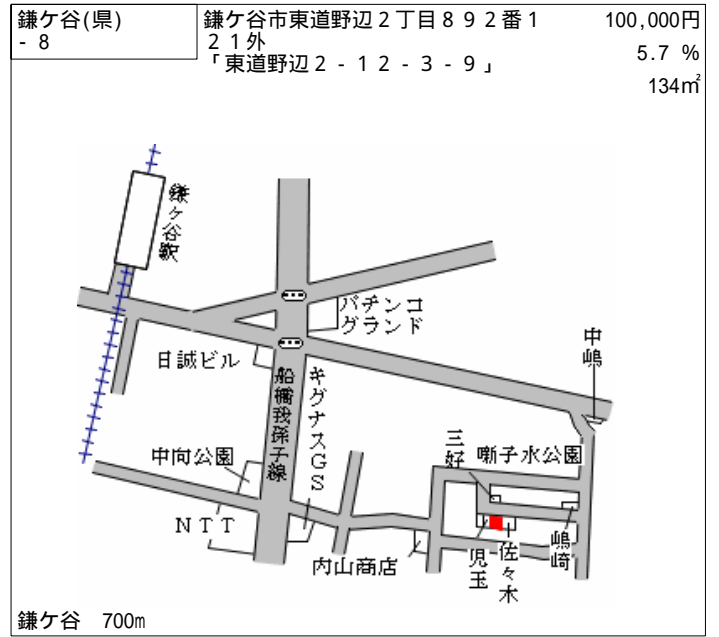 鎌ケ谷(県)
- 8
鎌ケ谷市東道野辺２丁目８９２番１
２１外
「東道野辺２-１２-３-９」
100,000円
5.7 %
134㎡
鎌ケ谷駅
パチンコ
グランド
日誠ビル
船橋我孫子線
キグナスGS
中向公園
ＮＴＴ
内山商店
中嶋
三好
噺子水公園
嶋崎
児玉
佐々木
鎌ケ谷 700m